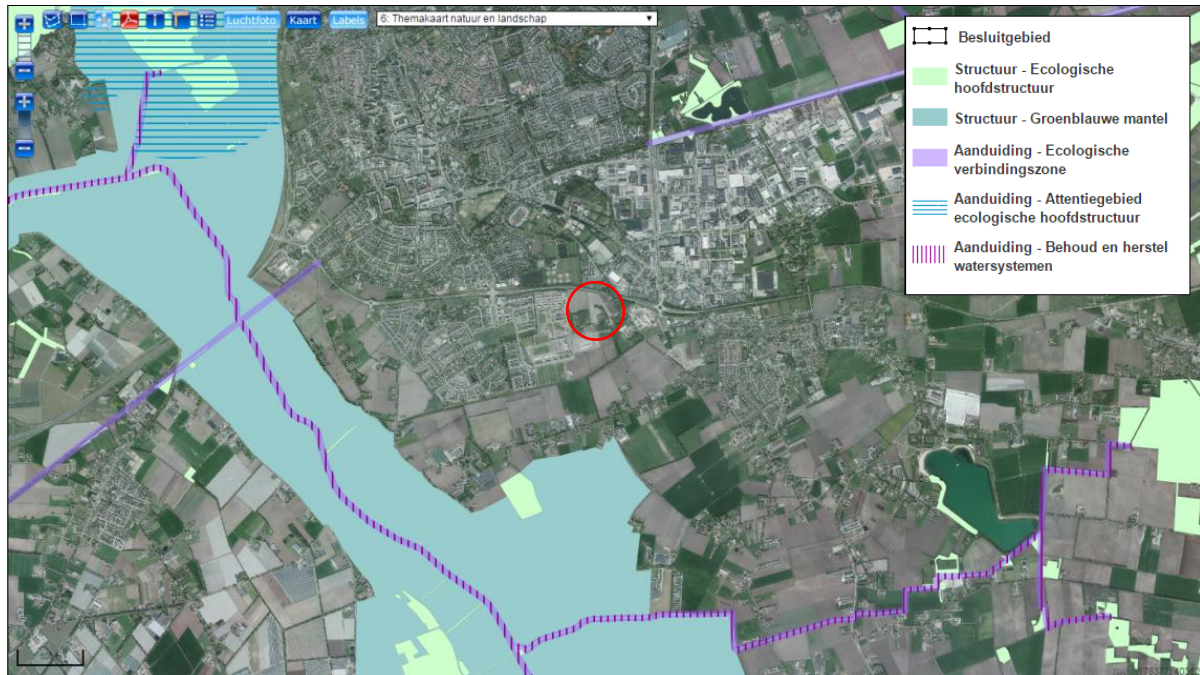 Luchtfoto Kaart Labels 6: Themakaart natuur en landschap
Besluitgebied
Structuur - Ecologische
hoofdstructuur
Structuur - Groenblauwe mantel
Aanduiding - Ecologische
verbindingszone
Aanduiding - Attentiegebied
ecologische hoofdstructuur
Aanduiding - Behoud en herstel
watersystemen